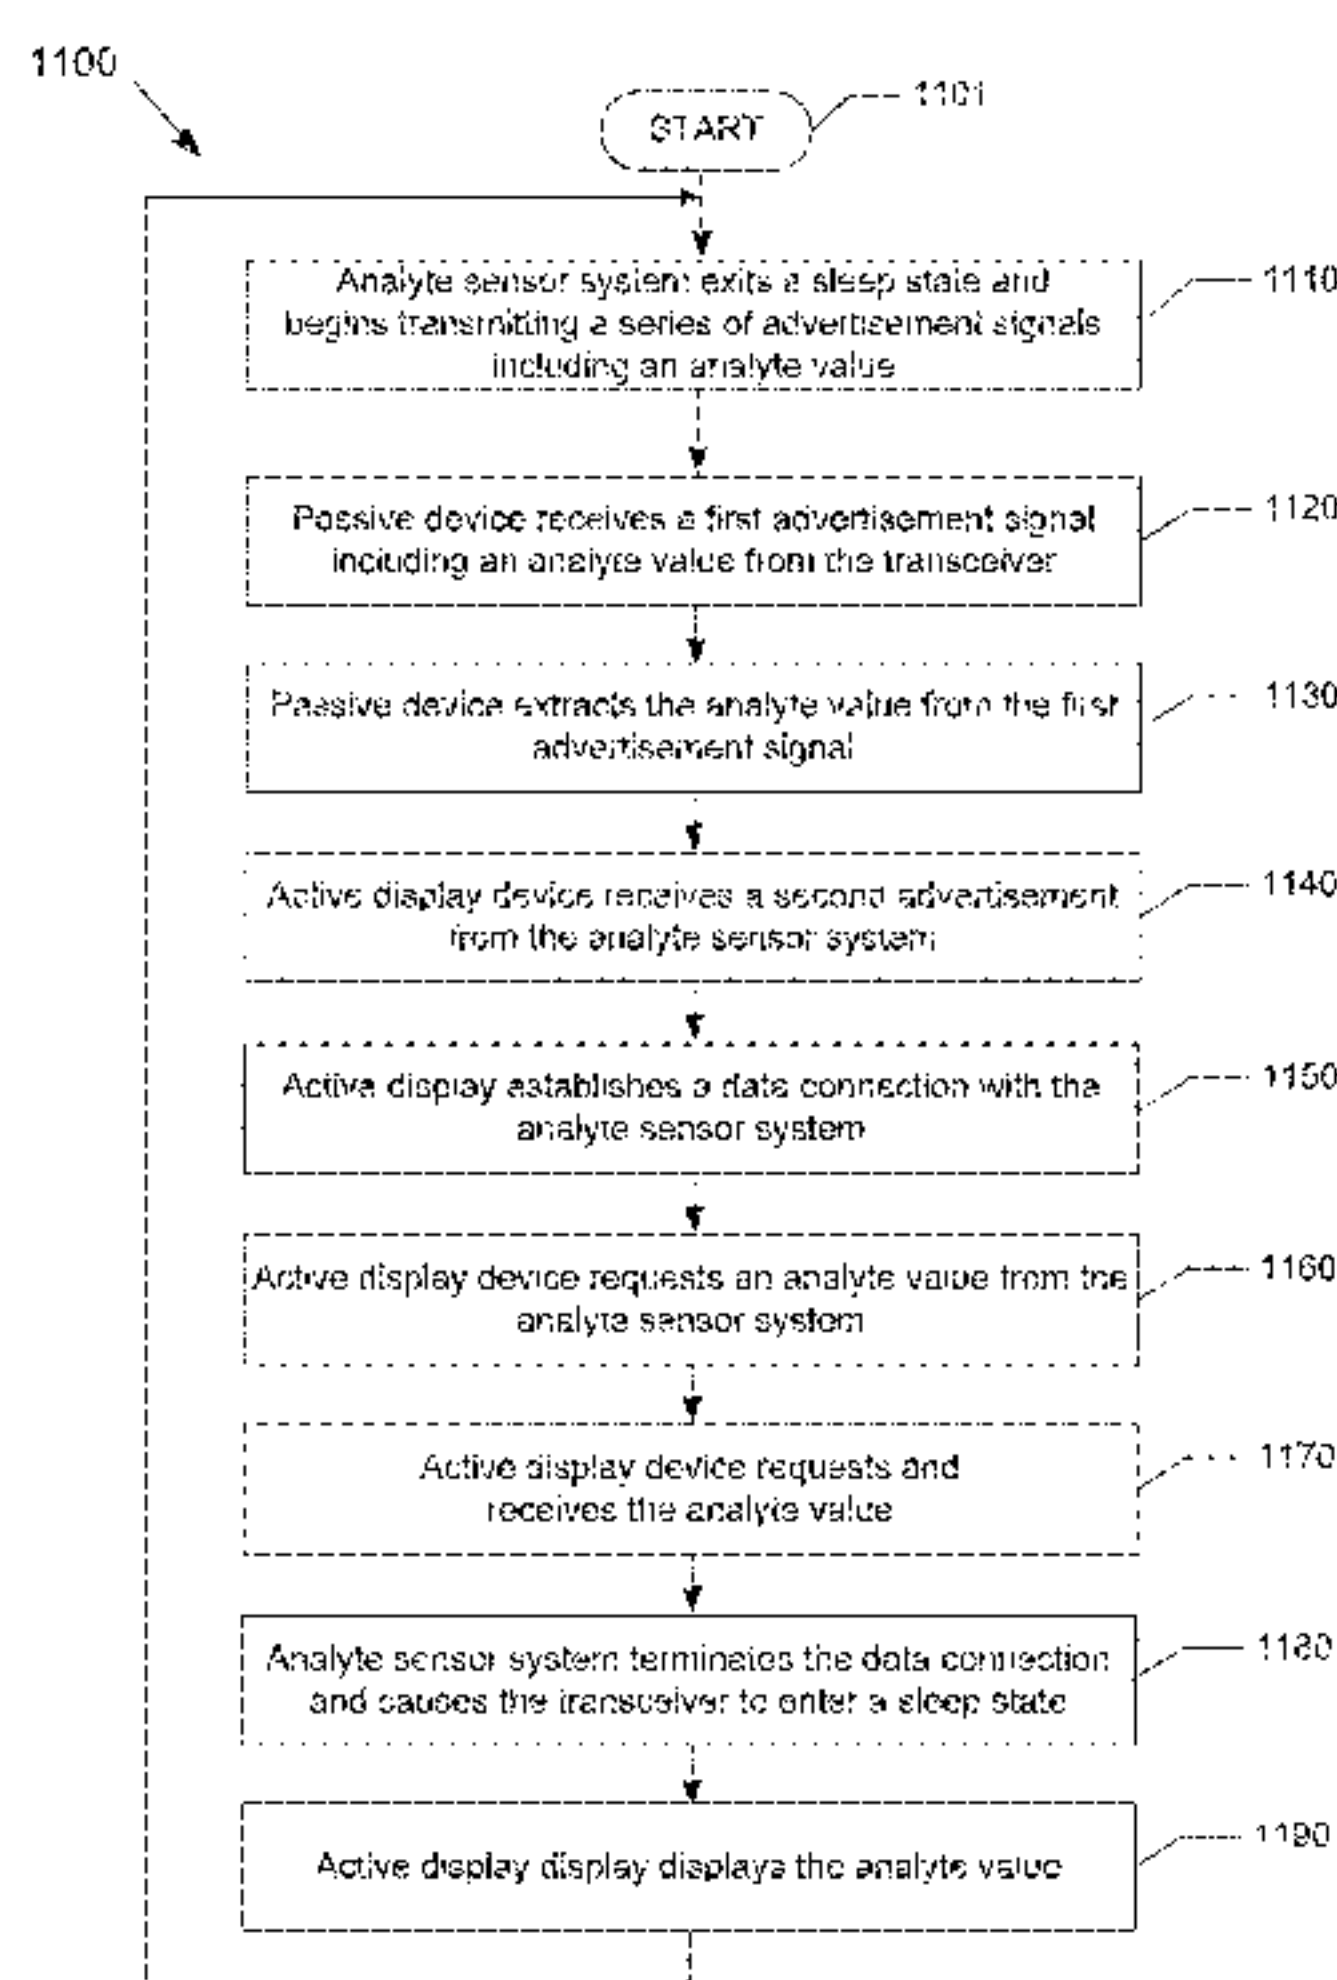 1100
START
1101
Analyte sensor system exits a sleep state and
begins transmitting a series of advertisement signals
including an analyte value
1110
Passive device receives a first advertisement signal
including an analyte value from the transceiver
1120
Passive device extracts the analyte value from the first
advertisement signal
1130
Active display device receives a second advertisement
from the analyte sensor system
1140
Active display establishes a data connection with the
analyte sensor system
1150
Active display device requests an analyte value from the
analyte sensor system
1160
Active display device requests and
receives the analyte value
1170
Analyte sensor system terminates the data connection
and causes the transceiver to enter a sleep state
1180
Active display display displays the analyte value
1190